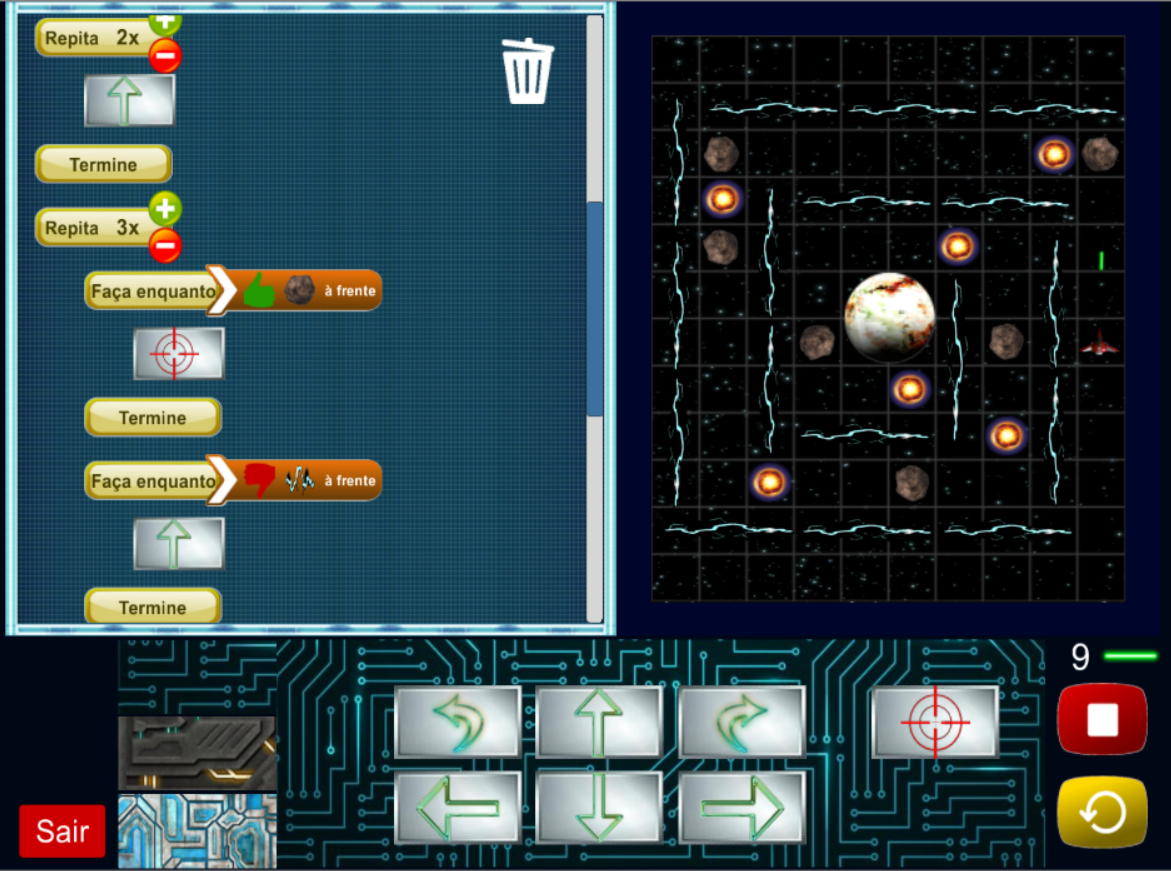 Repita 2x
Termine
Repita 3x
Faça enquanto à frente
Termine
Faça enquanto à frente
Termine
9
Sair